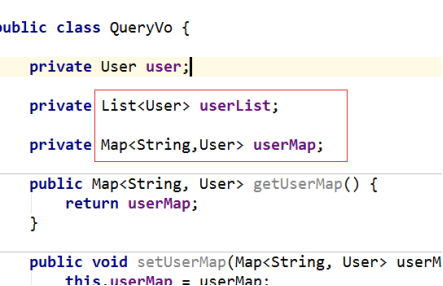 public class QueryVo {
private User user;
private List<User> userList;
private Map<String,User> userMap;
public Map<String, User> getUserMap() {
return userMap;
}
public void setUserMap(Map<String, User> userM
this.userMap = userMap;